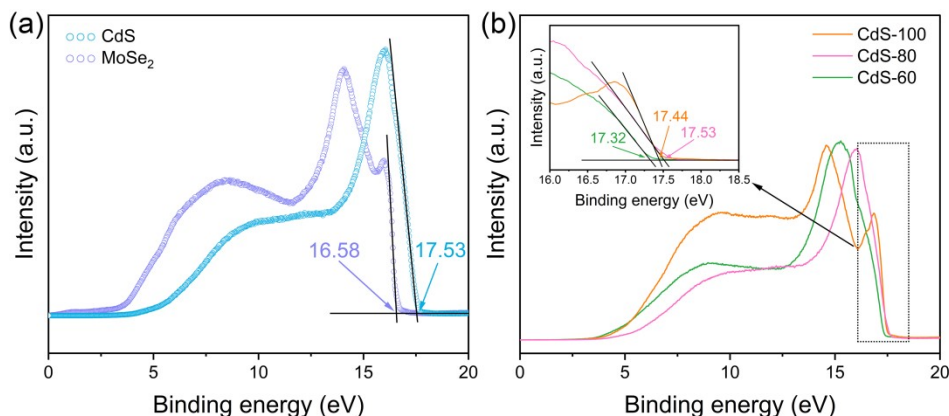 (a)
CdS
MoSe₂
16.58
17.53
Intensity (a.u.)
0 5 10 15 20
Binding energy (eV)
(b)
CdS-100
CdS-80
CdS-60
Intensity (a.u.)
17.44
17.32
17.53
16.0 16.5 17.0 17.5 18.0 18.5
Binding energy (eV)
Intensity (a.u.)
0 5 10 15 20
Binding energy (eV)